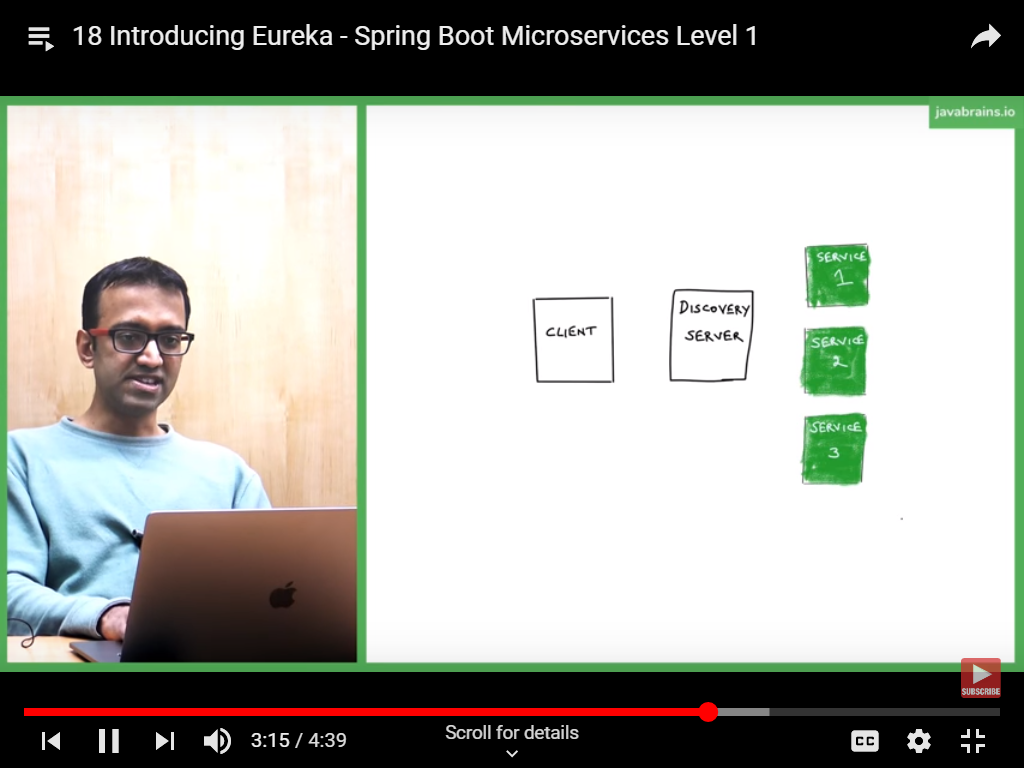 18 Introducing Eureka - Spring Boot Microservices Level 1
javabrains.io
CLIENT
DISCOVERY
SERVER
SERVICE
1
SERVICE
2
SERVICE
3
SUBSCRIBE
3:15 / 4:39
Scroll for details
CC